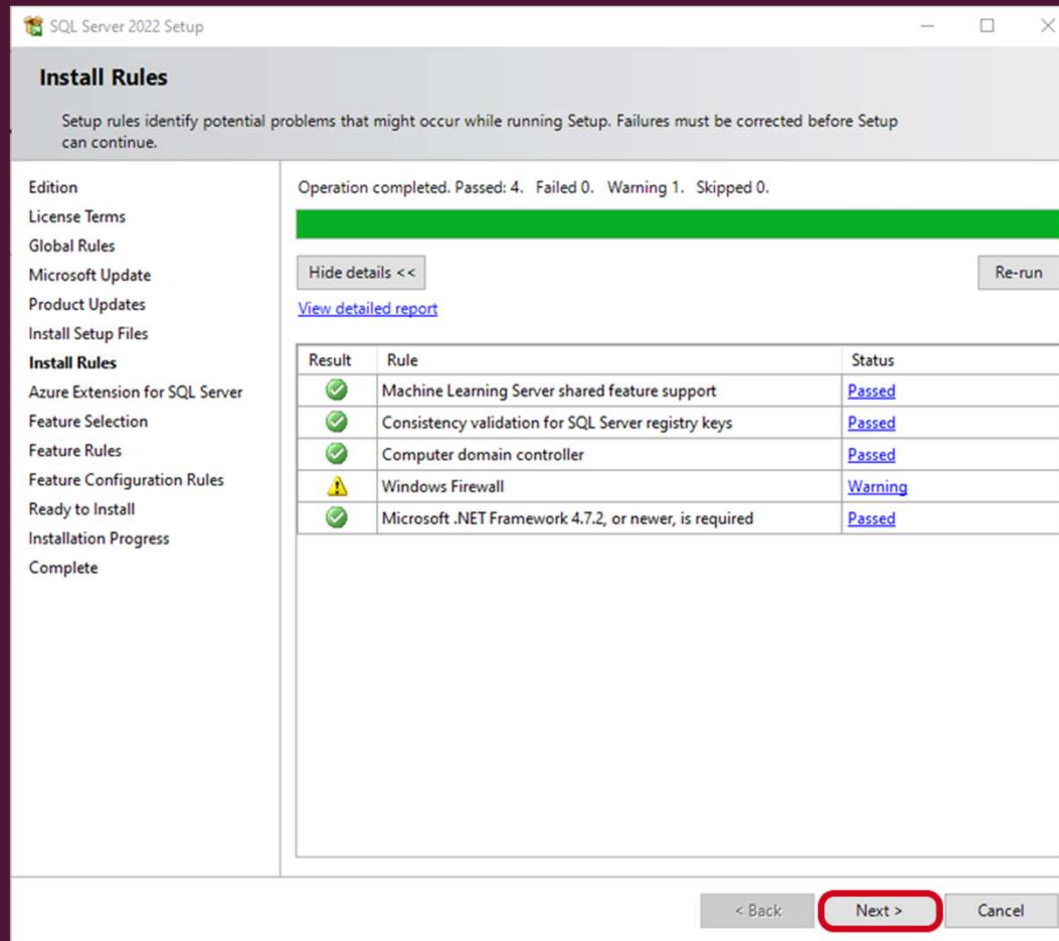 SQL Server 2022 Setup
Install Rules
Setup rules identify potential problems that might occur while running Setup. Failures must be corrected before Setup
can continue.
Edition
License Terms
Global Rules
Microsoft Update
Product Updates
Install Setup Files
Install Rules
Azure Extension for SQL Server
Feature Selection
Feature Rules
Feature Configuration Rules
Ready to Install
Installation Progress
Complete
Operation completed. Passed: 4. Failed 0. Warning 1. Skipped 0.
Hide details << Re-run
View detailed report
Result Rule Status
Machine Learning Server shared feature support Passed
Consistency validation for SQL Server registry keys Passed
Computer domain controller Passed
Windows Firewall Warning
Microsoft .NET Framework 4.7.2, or newer, is required Passed
< Back Next > Cancel